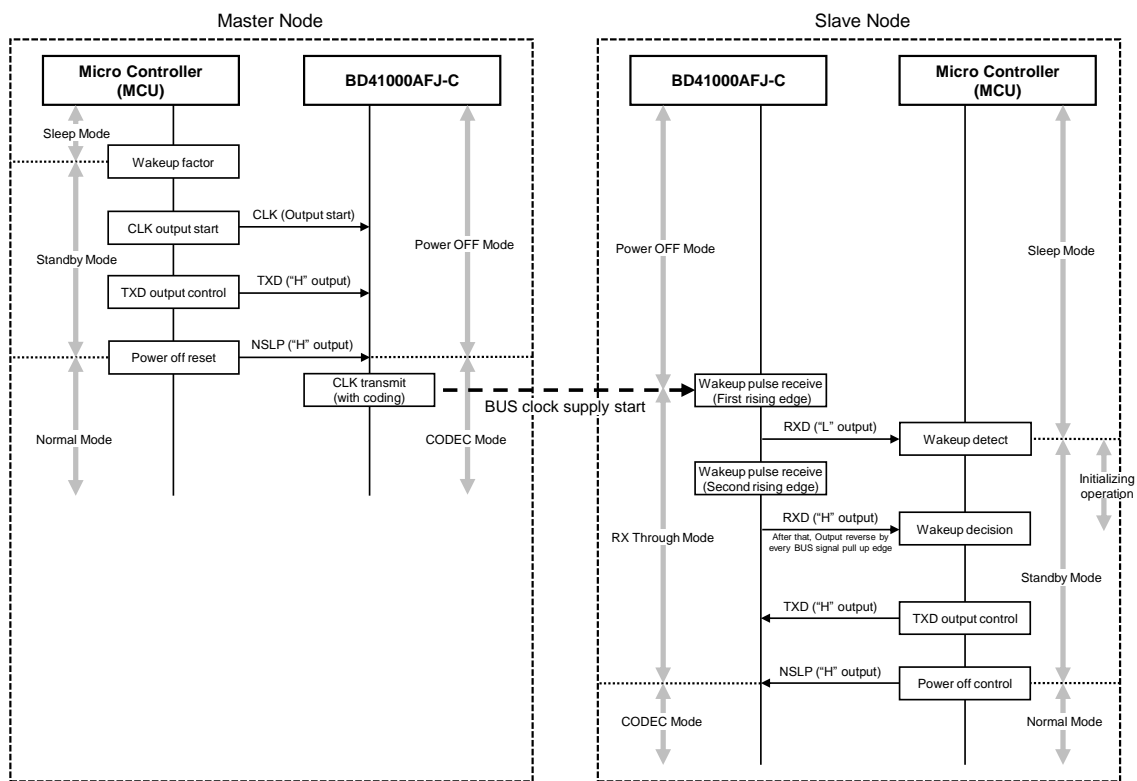 Master Node
Slave Node
Micro Controller
(MCU)
BD41000AFJ-C
BD41000AFJ-C
Micro Controller
(MCU)
Sleep Mode
Wakeup factor
CLK output start
CLK (Output start)
Standby Mode
Power OFF Mode
TXD output control
TXD ("H" output)
Power off reset
NSLP ("H" output)
CLK transmit
(with coding)
Normal Mode
CODEC Mode
BUS clock supply start
Power OFF Mode
Sleep Mode
Wakeup pulse receive
(First rising edge)
RXD ("L" output)
Wakeup detect
Wakeup pulse receive
(Second rising edge)
Initializing
operation
RX Through Mode
RXD ("H" output)
After that, Output reverse by
every BUS signal pull up edge
Wakeup decision
Standby Mode
TXD ("H" output)
TXD output control
NSLP ("H" output)
Power off control
CODEC Mode
Normal Mode